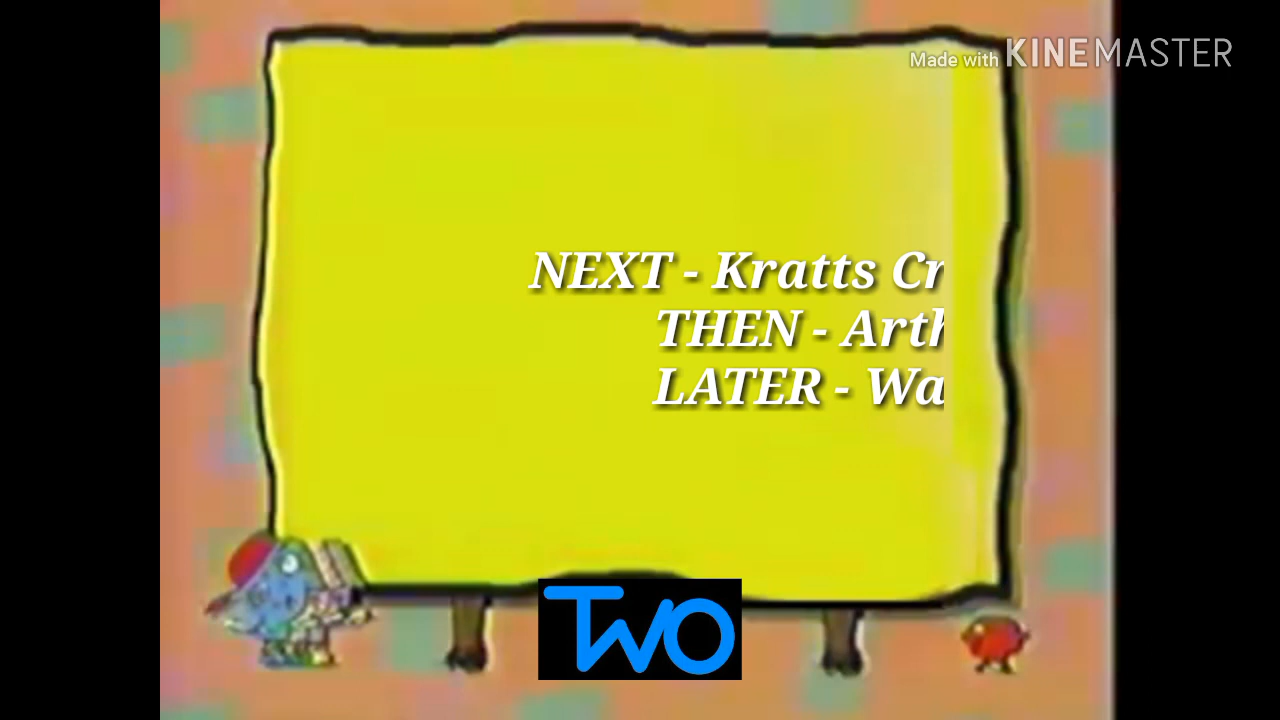 Made with KINEMASTER
NEXT - Kratts Cr
THEN - Arth
LATER - Wa
TWO